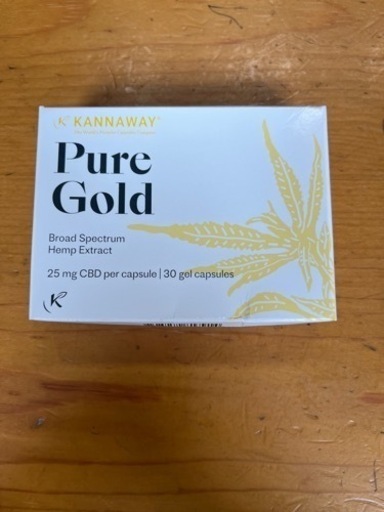 KANNAWAY
Pure
Gold
Broad Spectrum
Hemp Extract
25 mg CBD per capsule | 30 gel capsules